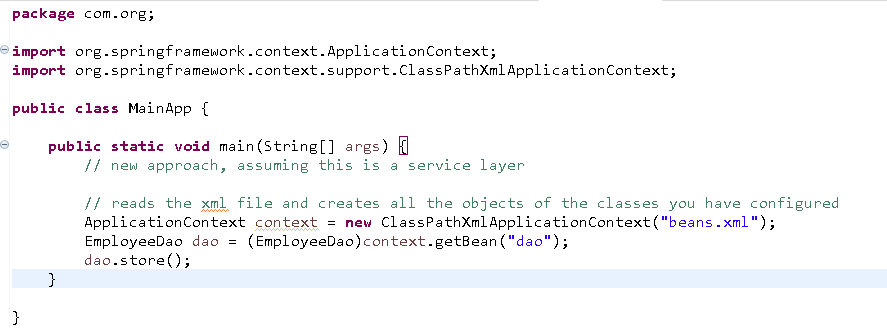 package com.org;
import org.springframework.context.ApplicationContext;
import org.springframework.context.support.ClassPathXmlApplicationContext;
public class MainApp {
public static void main(String[] args) {
// new approach, assuming this is a service layer
// reads the xml file and creates all the objects of the classes you have configured
ApplicationContext context = new ClassPathXmlApplicationContext("beans.xml");
EmployeeDao dao = (EmployeeDao)context.getBean("dao");
dao.store();
}
}